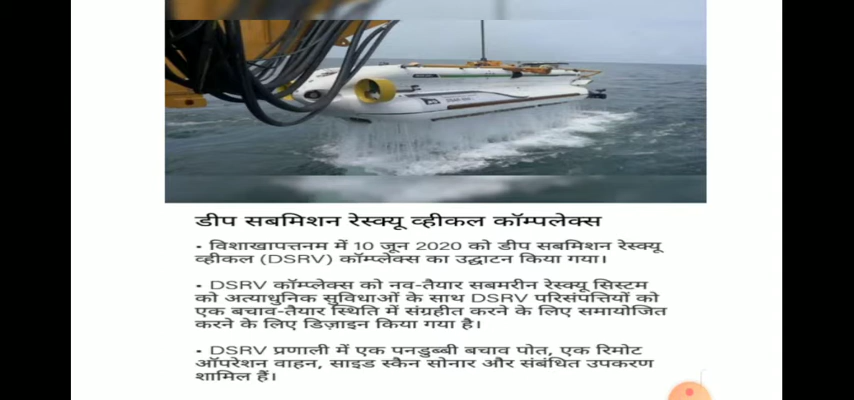 डीप सबमिशन रेस्क्यू व्हीकल कॉम्पलेक्स
• विशाखापत्तनम में 10 जून 2020 को डीप सबमिशन रेस्क्यू
व्हीकल (DSRV) कॉम्प्लेक्स का उद्घाटन किया गया।
• DSRV कॉम्प्लेक्स को नव-तैयार सबमरीन रेस्क्यू सिस्टम
को अत्याधुनिक सुविधाओं के साथ DSRV परिसंपत्तियों को
एक बचाव-तैयार स्थिति में संग्रहीत करने के लिए समायोजित
करने के लिए डिज़ाइन किया गया है।
• DSRV प्रणाली में एक पनडुब्बी बचाव पोत, एक रिमोट
ऑपरेशन वाहन, साइड स्कैन सोनार और संबंधित उपकरण
शामिल हैं।